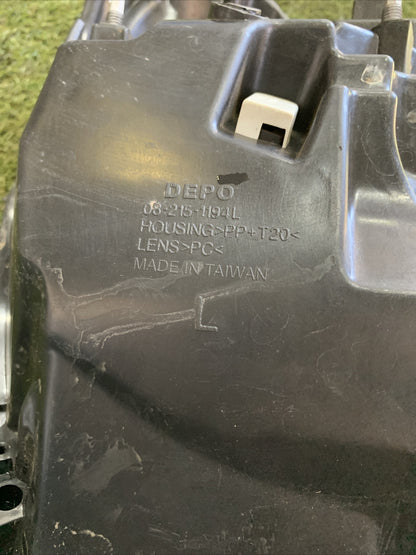 DEPO
08-215-1194L
HOUSING>PP+T20<
LENS>PC<
MADE IN TAIWAN
L